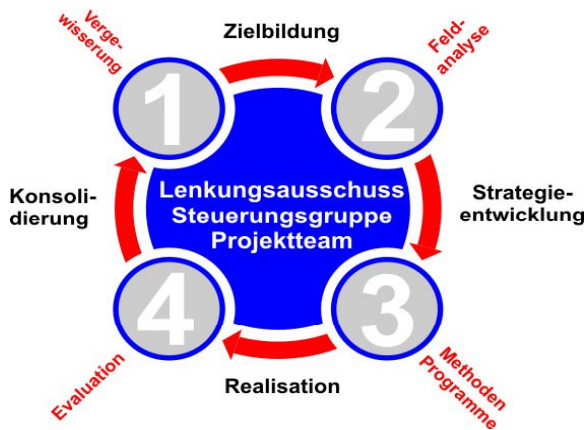 Verge-
wisserung
Zielbildung
Feld-
analyse
1
2
Konsoli-
dierung
Lenkungsausschuss
Steuerungsgruppe
Projektteam
Strategie-
entwicklung
4
3
Evaluation
Realisation
Methoden
Programme